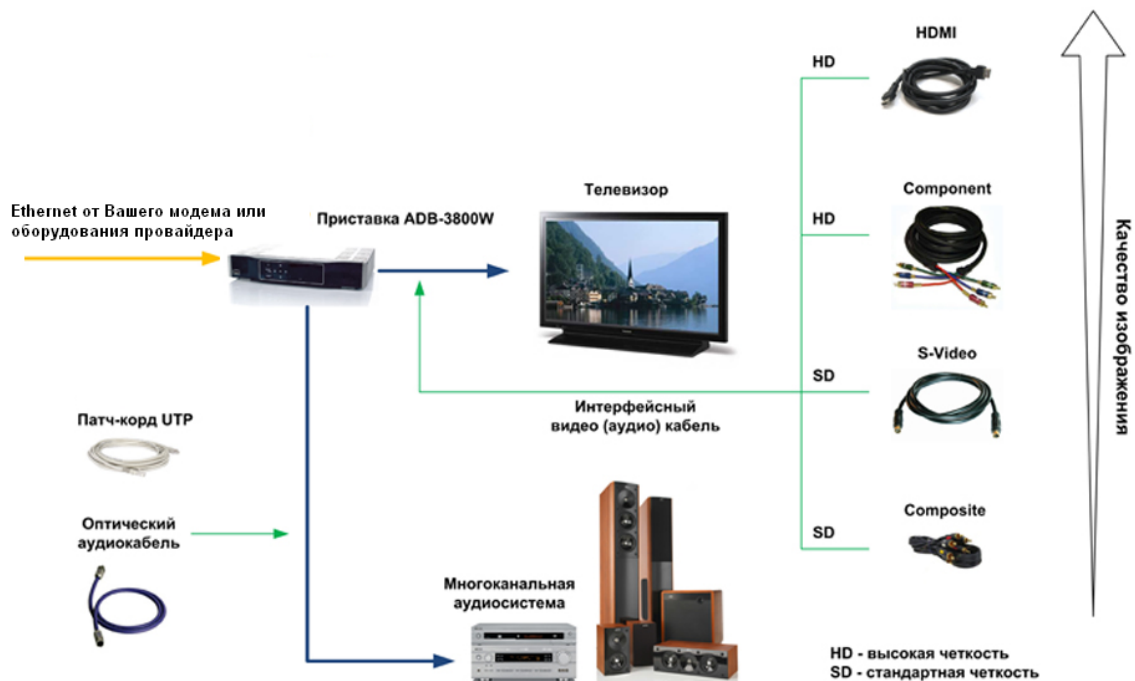 HDMI
HD
Component
HD
Телевизор
Ethernet от Вашего модема или
оборудования провайдера
Приставка ADB-3800W
S-Video
SD
Интерфейсный
видео (аудио) кабель
Качество изображения
Патч-корд UTP
Оптический
аудиокабель
Composite
SD
Многоканальная
аудиосистема
HD - высокая четкость
SD - стандартная четкость